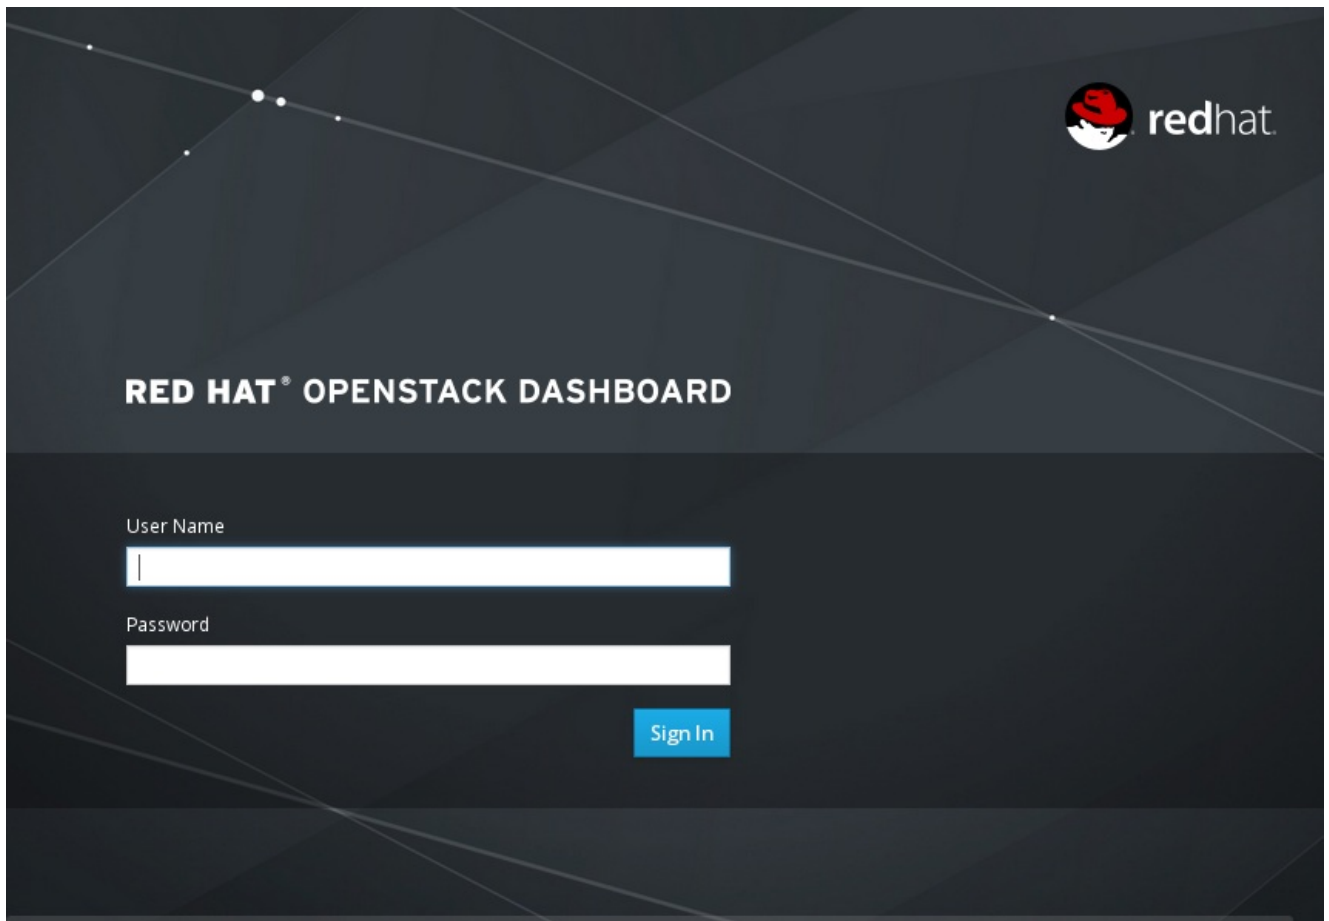 redhat.
RED HAT® OPENSTACK DASHBOARD
User Name
Password
Sign In